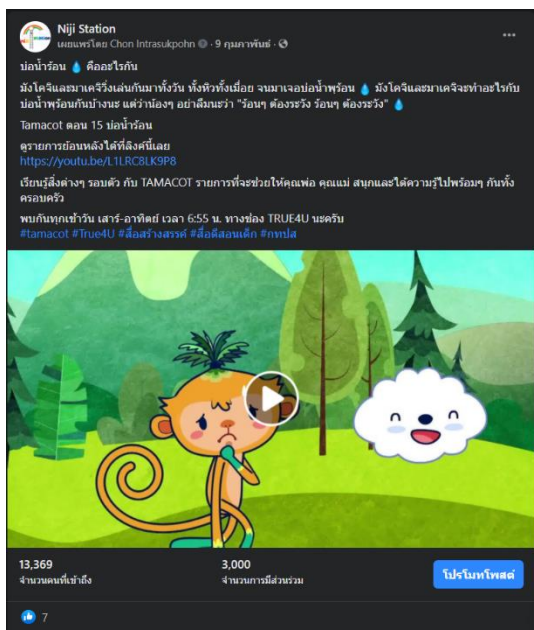 Niji Station
เผยแพร่โดย Chon Intrasukpohn · 9 กุมภาพันธ์ ·
บ่อน้ำร้อน 💧 คืออะไรกัน
มังโคจิและมาเคจิวิ่งเล่นกันมาทั้งวัน ทั้งหิวทั้งเมื่อย จนมาเจอบ่อน้ำพุร้อน 💧 มังโคจิและมาเคจิจะทำอะไรกับ
บ่อน้ำพุร้อนกันบ้างนะ แต่ว่าน้องๆ อย่าลืมนะว่า "ร้อนๆ ต้องระวัง ร้อนๆ ต้องระวัง" 💧
Tamacot ตอน 15 บ่อน้ำร้อน
ดูรายการย้อนหลังได้ที่ลิงค์นี้เลย
https://youtu.be/L1LRC8LK9P8
เรียนรู้สิ่งต่างๆ รอบตัว กับ TAMACOT รายการที่จะช่วยให้คุณพ่อ คุณแม่ สนุกและได้ความรู้ไปพร้อมๆ กันทั้ง
ครอบครัว
พบกันทุกเช้าวัน เสาร์-อาทิตย์ เวลา 6:55 น. ทางช่อง TRUE4U นะครับ
#tamacot #True4U #สื่อสร้างสรรค์ #สื่อดีสอนเด็ก #กทปส
13,369
จำนวนคนที่เข้าถึง
3,000
จำนวนการมีส่วนร่วม
โปรโมทโพสต์
7